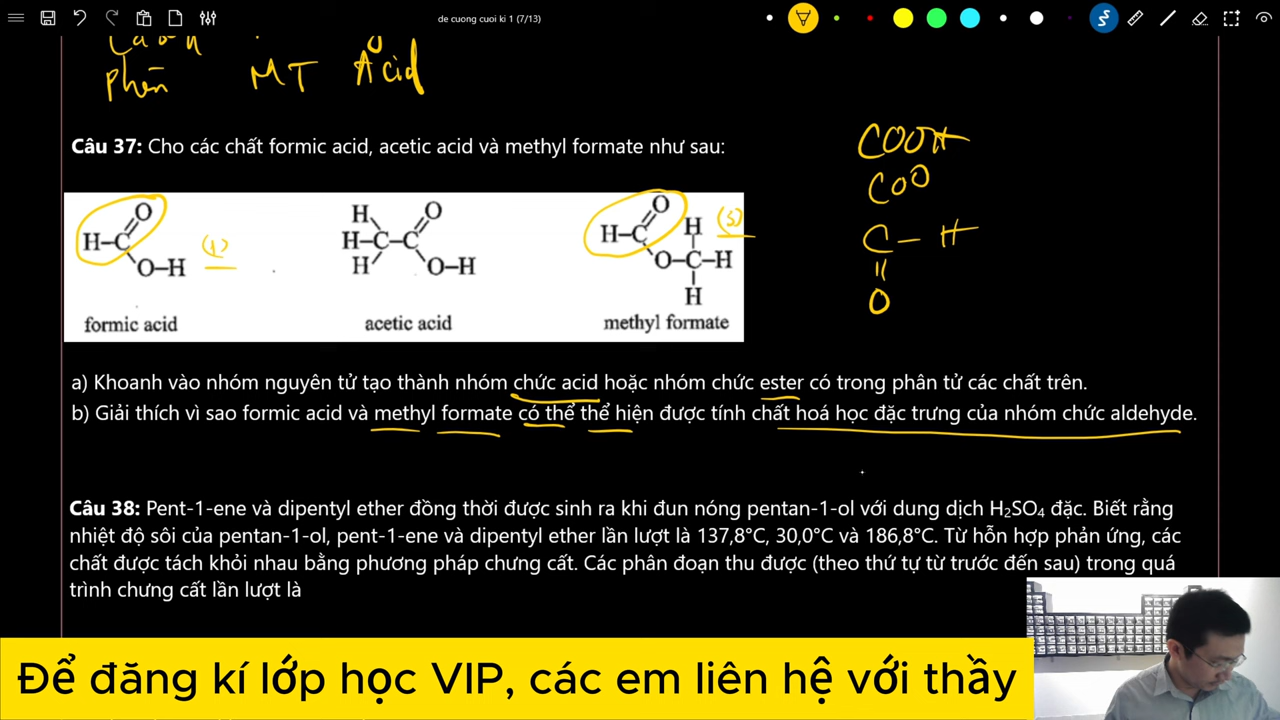 de cuong cuoi ki 1 (7/13)
phên MT Acid
Câu 37: Cho các chất formic acid, acetic acid và methyl formate như sau:
COOH
COO
C – H
||
O
H–C O O–H (1)
H H–C–C H O O–H
H–C O O–C–H H H (3)
formic acid acetic acid methyl formate
a) Khoanh vào nhóm nguyên tử tạo thành nhóm chức acid hoặc nhóm chức ester có trong phân tử các chất trên.
b) Giải thích vì sao formic acid và methyl formate có thể thể hiện được tính chất hoá học đặc trưng của nhóm chức aldehyde.
Câu 38: Pent-1-ene và dipentyl ether đồng thời được sinh ra khi đun nóng pentan-1-ol với dung dịch H₂SO₄ đặc. Biết rằng
nhiệt độ sôi của pentan-1-ol, pent-1-ene và dipentyl ether lần lượt là 137,8°C, 30,0°C và 186,8°C. Từ hỗn hợp phản ứng, các
chất được tách khỏi nhau bằng phương pháp chưng cất. Các phân đoạn thu được (theo thứ tự từ trước đến sau) trong quá
trình chưng cất lần lượt là
Để đăng kí lớp học VIP, các em liên hệ với thầy